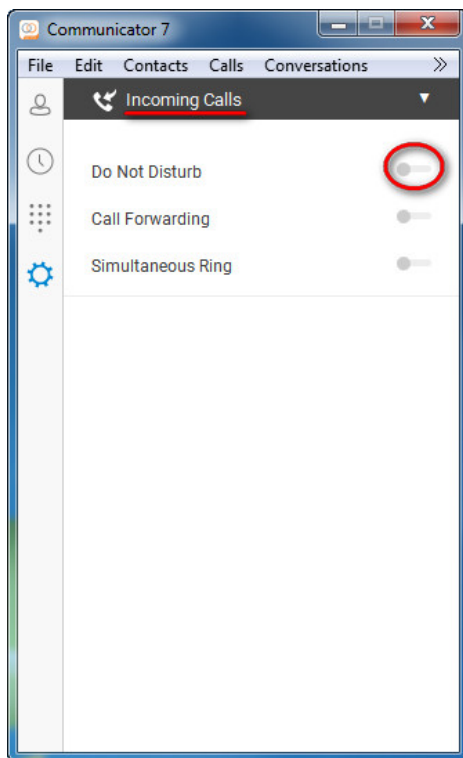 Communicator 7
File Edit Contacts Calls Conversations
Incoming Calls
Do Not Disturb
Call Forwarding
Simultaneous Ring